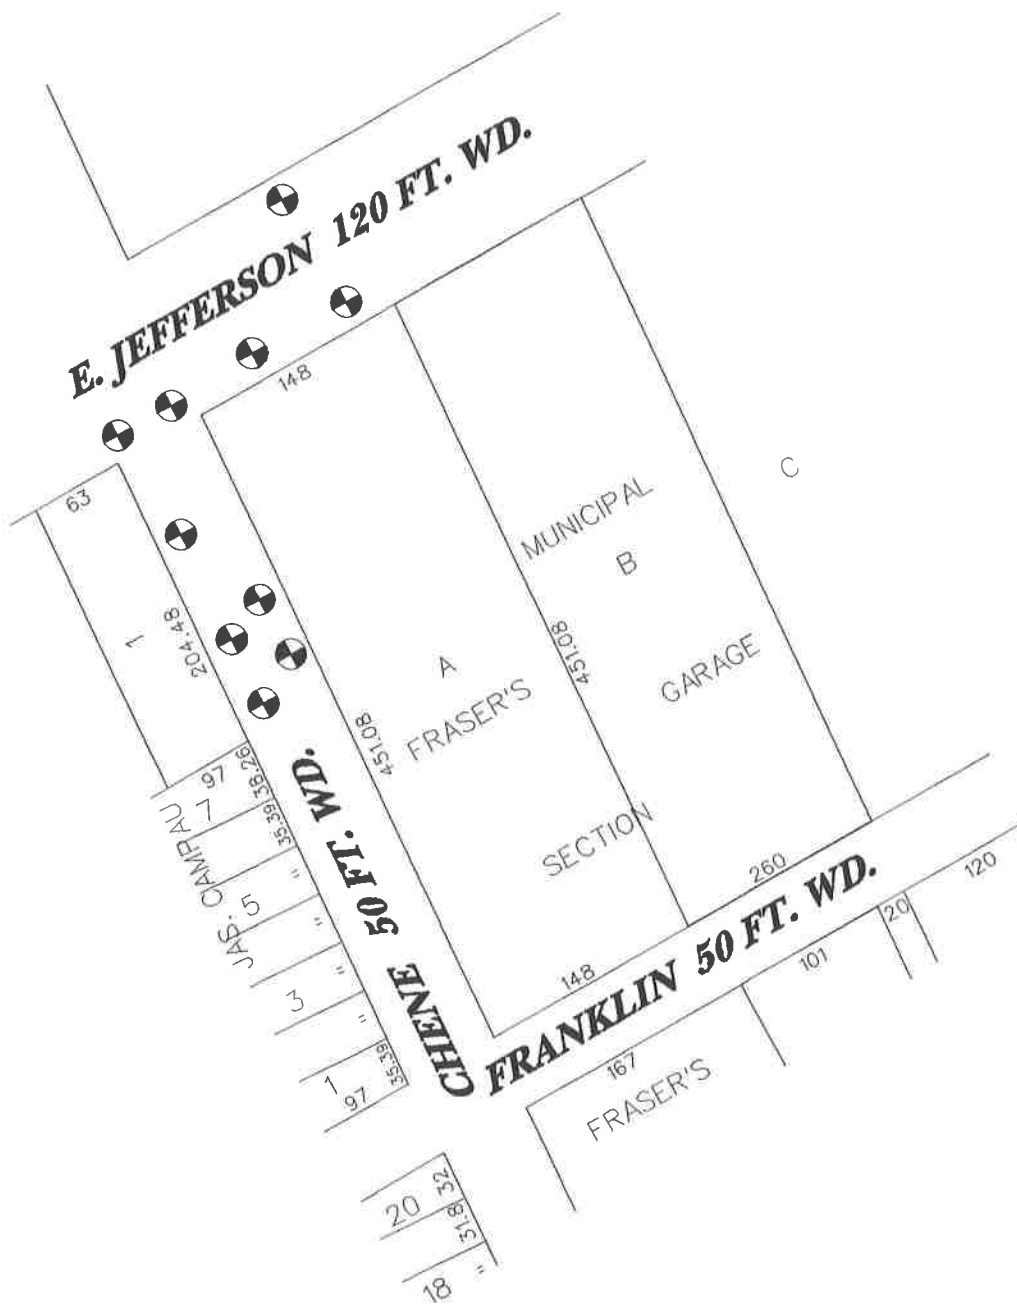 E. JEFFERSON 120 FT. WD.
148
63
1
204.48
MUNICIPAL
B
C
GARAGE
451.08
A
FRASER'S
451.08
SECTION
97
38.26
7
35.39
JAS. CAMPAU
"
5
"
"
3
"
1
35.39
97
CHENE 50 FT. WD.
148
260
FRANKLIN 50 FT. WD.
167
101
20
120
FRASER'S
20
32
31.8
18
"